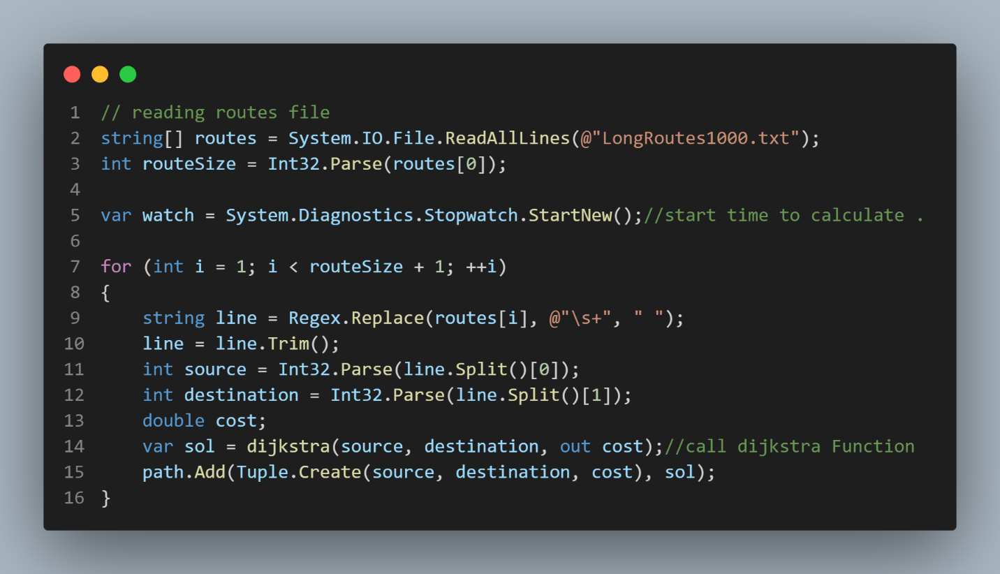 1 // reading routes file
2 string[] routes = System.IO.File.ReadAllLines(@"LongRoutes1000.txt");
3 int routeSize = Int32.Parse(routes[0]);
4
5 var watch = System.Diagnostics.Stopwatch.StartNew();//start time to calculate .
6
7 for (int i = 1; i < routeSize + 1; ++i)
8 {
9     string line = Regex.Replace(routes[i], @"\s+", " ");
10     line = line.Trim();
11     int source = Int32.Parse(line.Split()[0]);
12     int destination = Int32.Parse(line.Split()[1]);
13     double cost;
14     var sol = dijkstra(source, destination, out cost);//call dijkstra Function
15     path.Add(Tuple.Create(source, destination, cost), sol);
16 }